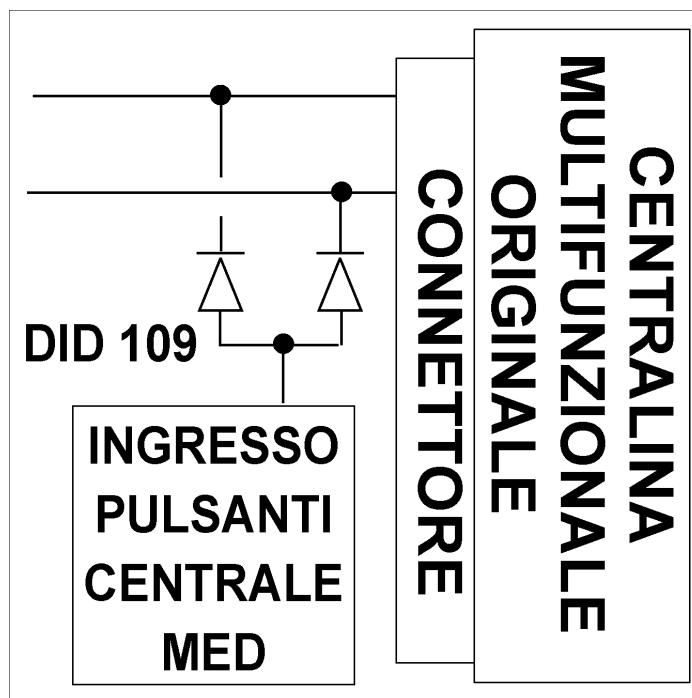 DID 109
INGRESSO
PULSANTI
CENTRALE
MED
CONNETTORE
CENTRALINA
MULTIFUNZIONALE
ORIGINALE